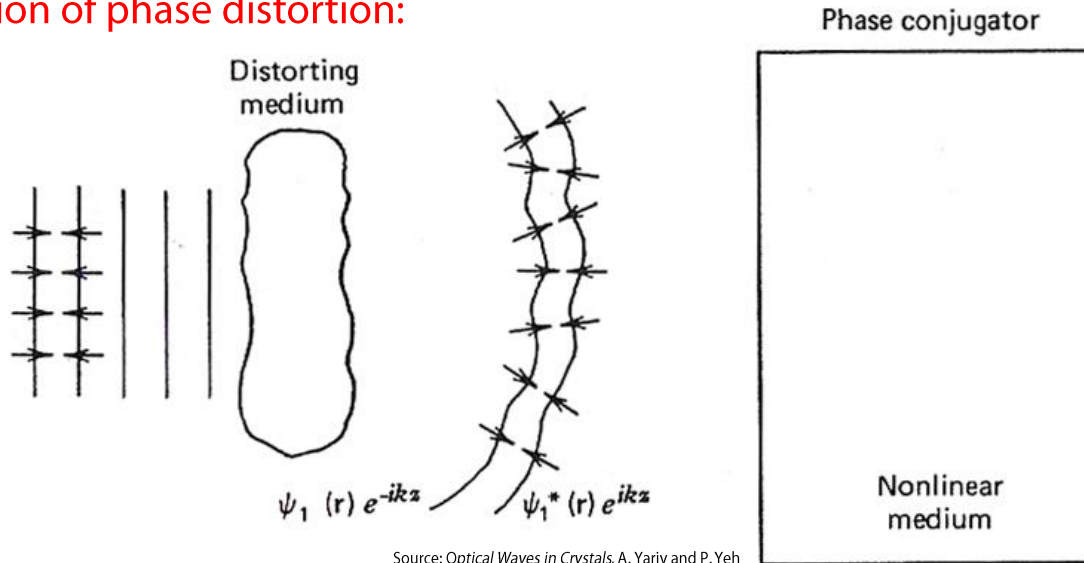 ion of phase distortion:
Phase conjugator
Distorting
medium
ψ₁ (r) e^{-ikz}
ψ₁* (r) e^{ikz}
Nonlinear
medium
Source: Optical Waves in Crystals, A. Yariv and P. Yeh